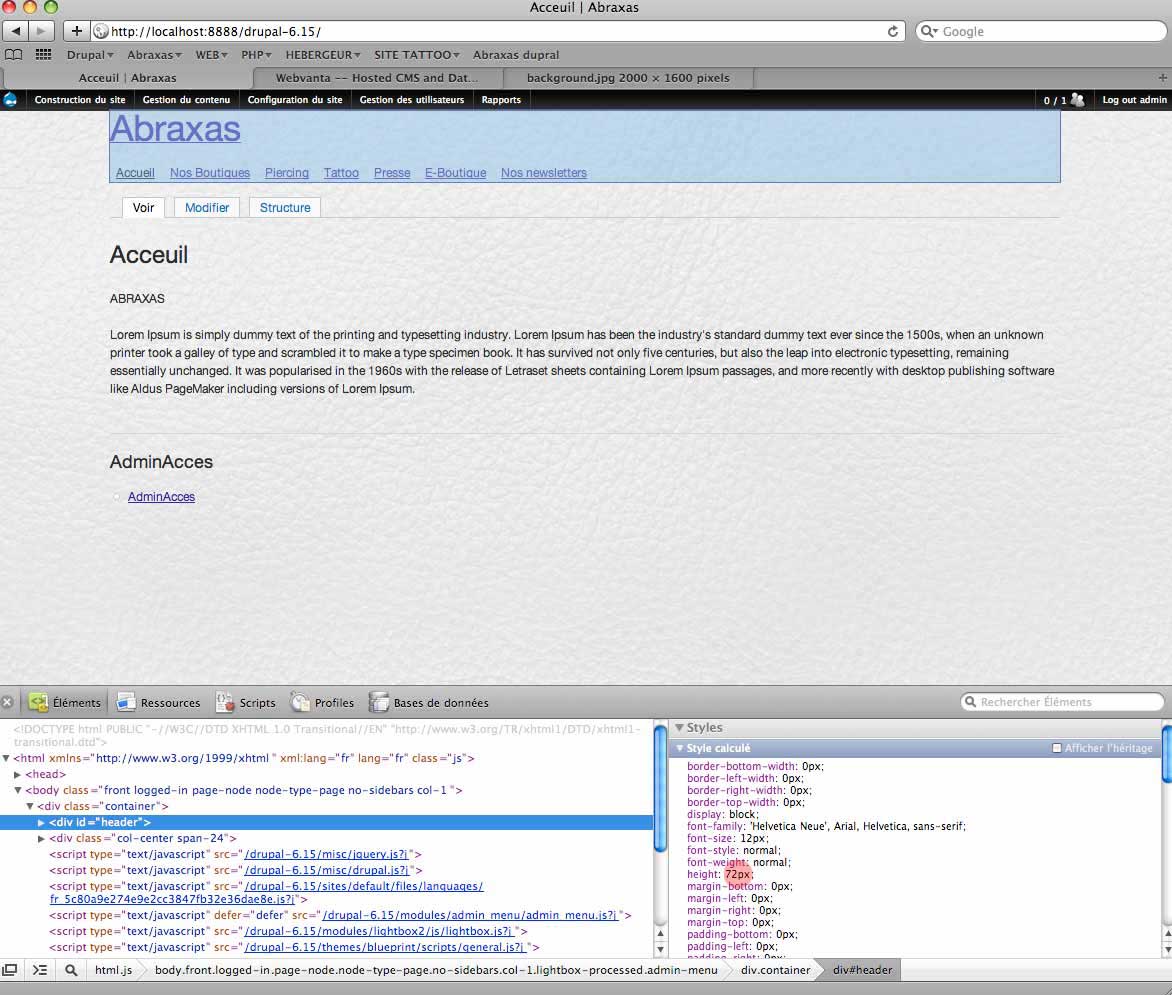 Acceuil | Abraxas
http://localhost:8888/drupal-6.15/
Google
Drupal Abraxas WEB PHP HEBERGEUR SITE TATTOO Abraxas dupral
Acceuil | Abraxas Webvanta -- Hosted CMS and Dat... background.jpg 2000 × 1600 pixels
Construction du site Gestion du contenu Configuration du site Gestion des utilisateurs Rapports 0 / 1 Log out admin
Abraxas
Accueil Nos Boutiques Piercing Tattoo Presse E-Boutique Nos newsletters
Voir Modifier Structure
Acceuil
ABRAXAS
Lorem Ipsum is simply dummy text of the printing and typesetting industry. Lorem Ipsum has been the industry's standard dummy text ever since the 1500s, when an unknown
printer took a galley of type and scrambled it to make a type specimen book. It has survived not only five centuries, but also the leap into electronic typesetting, remaining
essentially unchanged. It was popularised in the 1960s with the release of Letraset sheets containing Lorem Ipsum passages, and more recently with desktop publishing software
like Aldus PageMaker including versions of Lorem Ipsum.
AdminAcces
AdminAcces
Éléments Ressources Scripts Profiles Bases de données Rechercher Éléments
<!DOCTYPE html PUBLIC "-//W3C//DTD XHTML 1.0 Transitional//EN" "http://www.w3.org/TR/xhtml1/DTD/xhtml1-
transitional.dtd">
<html xmlns="http://www.w3.org/1999/xhtml" xml:lang="fr" lang="fr" class="js">
<head>
<body class="front logged-in page-node node-type-page no-sidebars col-1 ">
<div class="container">
<div id="header">
<div class="col-center span-24">
<script type="text/javascript" src="/drupal-6.15/misc/jquery.js?j">
<script type="text/javascript" src="/drupal-6.15/misc/drupal.js?j">
<script type="text/javascript" src="/drupal-6.15/sites/default/files/languages/
fr_5c80a9e274e9e2cc3847fb32e36dae8e.js?j">
<script type="text/javascript" defer="defer" src="/drupal-6.15/modules/admin_menu/admin_menu.js?j">
<script type="text/javascript" src="/drupal-6.15/modules/lightbox2/js/lightbox.js?j">
<script type="text/javascript" src="/drupal-6.15/themes/blueprint/scripts/general.js?j">
Styles
Style calculé Afficher l'héritage
border-bottom-width: 0px;
border-left-width: 0px;
border-right-width: 0px;
border-top-width: 0px;
display: block;
font-family: 'Helvetica Neue', Arial, Helvetica, sans-serif;
font-size: 12px;
font-style: normal;
font-weight: normal;
height: 72px;
margin-bottom: 0px;
margin-left: 0px;
margin-right: 0px;
margin-top: 0px;
padding-bottom: 0px;
padding-left: 0px;
padding-right: 0px;
html.js body.front.logged-in.page-node.node-type-page.no-sidebars.col-1.lightbox-processed.admin-menu div.container div#header